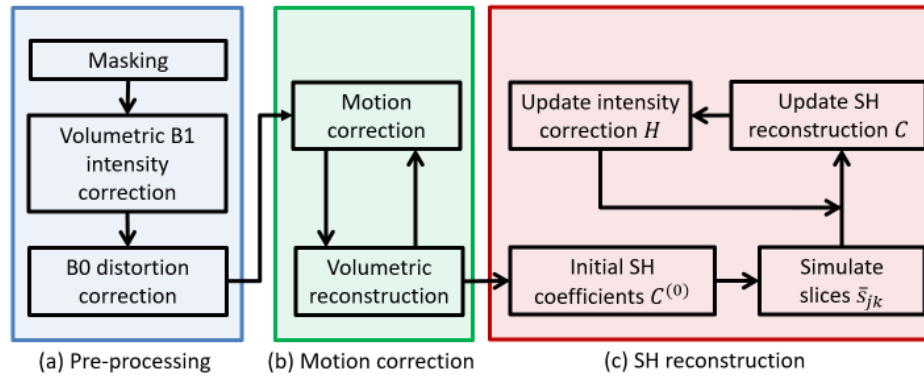 Masking
Volumetric B1
intensity
correction
B0 distortion
correction
(a) Pre-processing
Motion
correction
Volumetric
reconstruction
(b) Motion correction
Update intensity
correction H
Update SH
reconstruction C
Initial SH
coefficients C⁽⁰⁾
Simulate
slices s̄ⱼₖ
(c) SH reconstruction